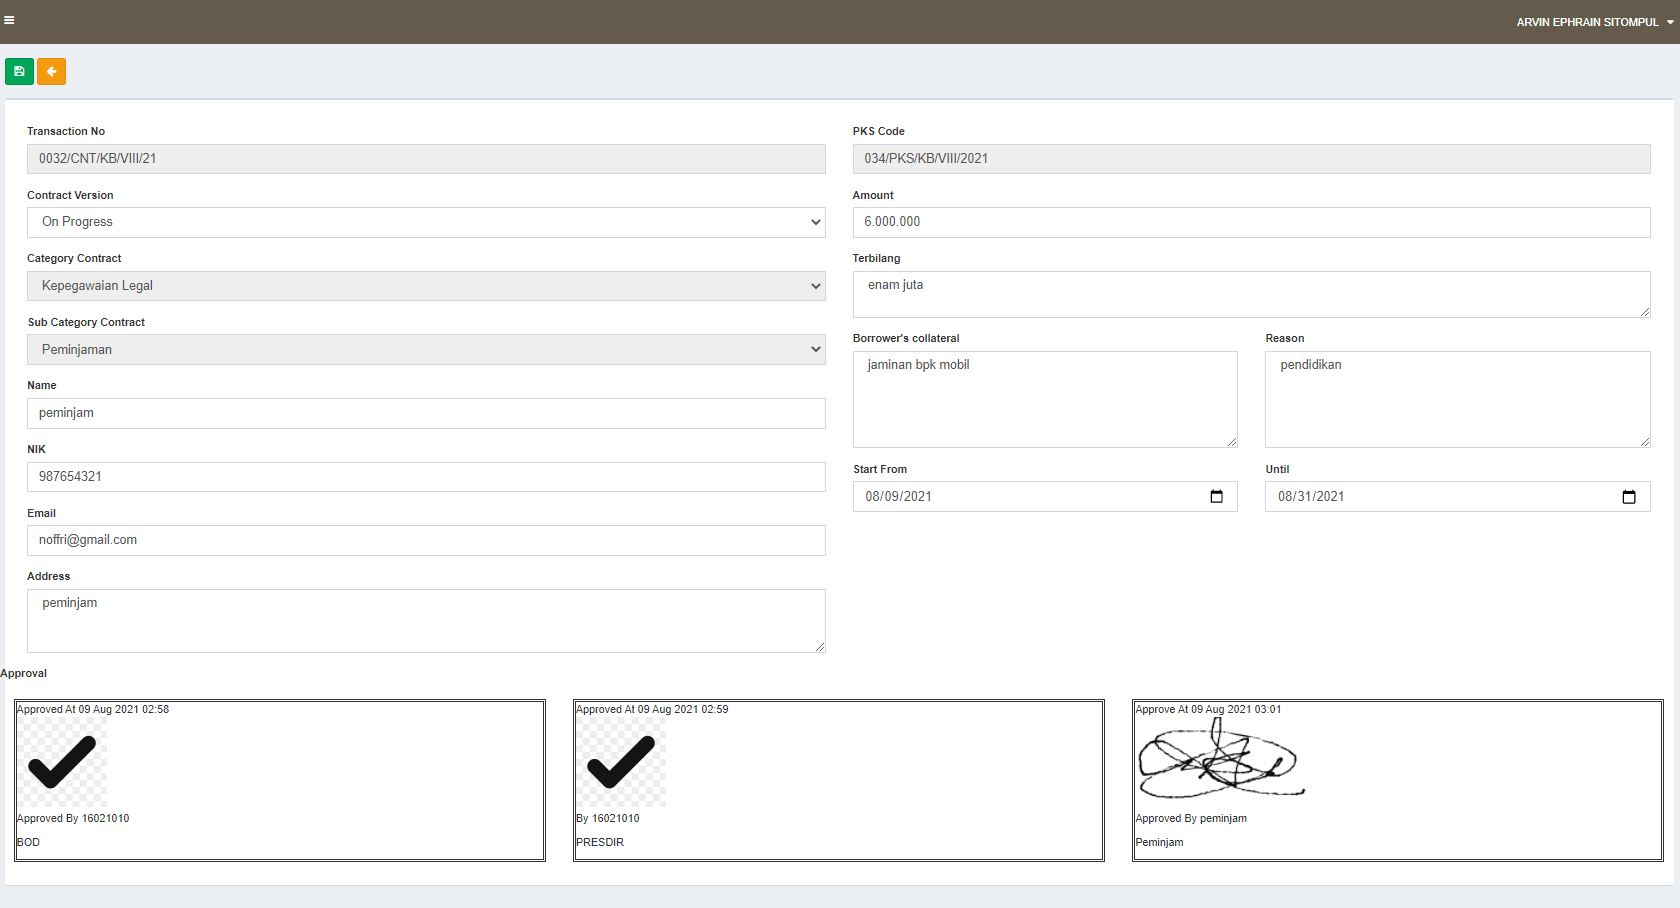 ARVIN EPHRAIN SITOMPUL
Transaction No
0032/CNT/KB/VIII/21
Contract Version
On Progress
Category Contract
Kepegawaian Legal
Sub Category Contract
Peminjaman
Name
peminjam
NIK
987654321
Email
noffri@gmail.com
Address
peminjam
PKS Code
034/PKS/KB/VIII/2021
Amount
6.000.000
Terbilang
enam juta
Borrower's collateral
jaminan bpk mobil
Reason
pendidikan
Start From
08/09/2021
Until
08/31/2021
Approval
Approved At 09 Aug 2021 02:58
Approved By 16021010
BOD
Approved At 09 Aug 2021 02:59
By 16021010
PRESDIR
Approve At 09 Aug 2021 03:01
Approved By peminjam
Peminjam